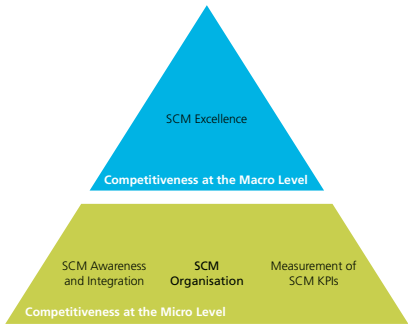 SCM Excellence
Competitiveness at the Macro Level
SCM Awareness
and Integration
SCM
Organisation
Measurement of
SCM KPIs
Competitiveness at the Micro Level